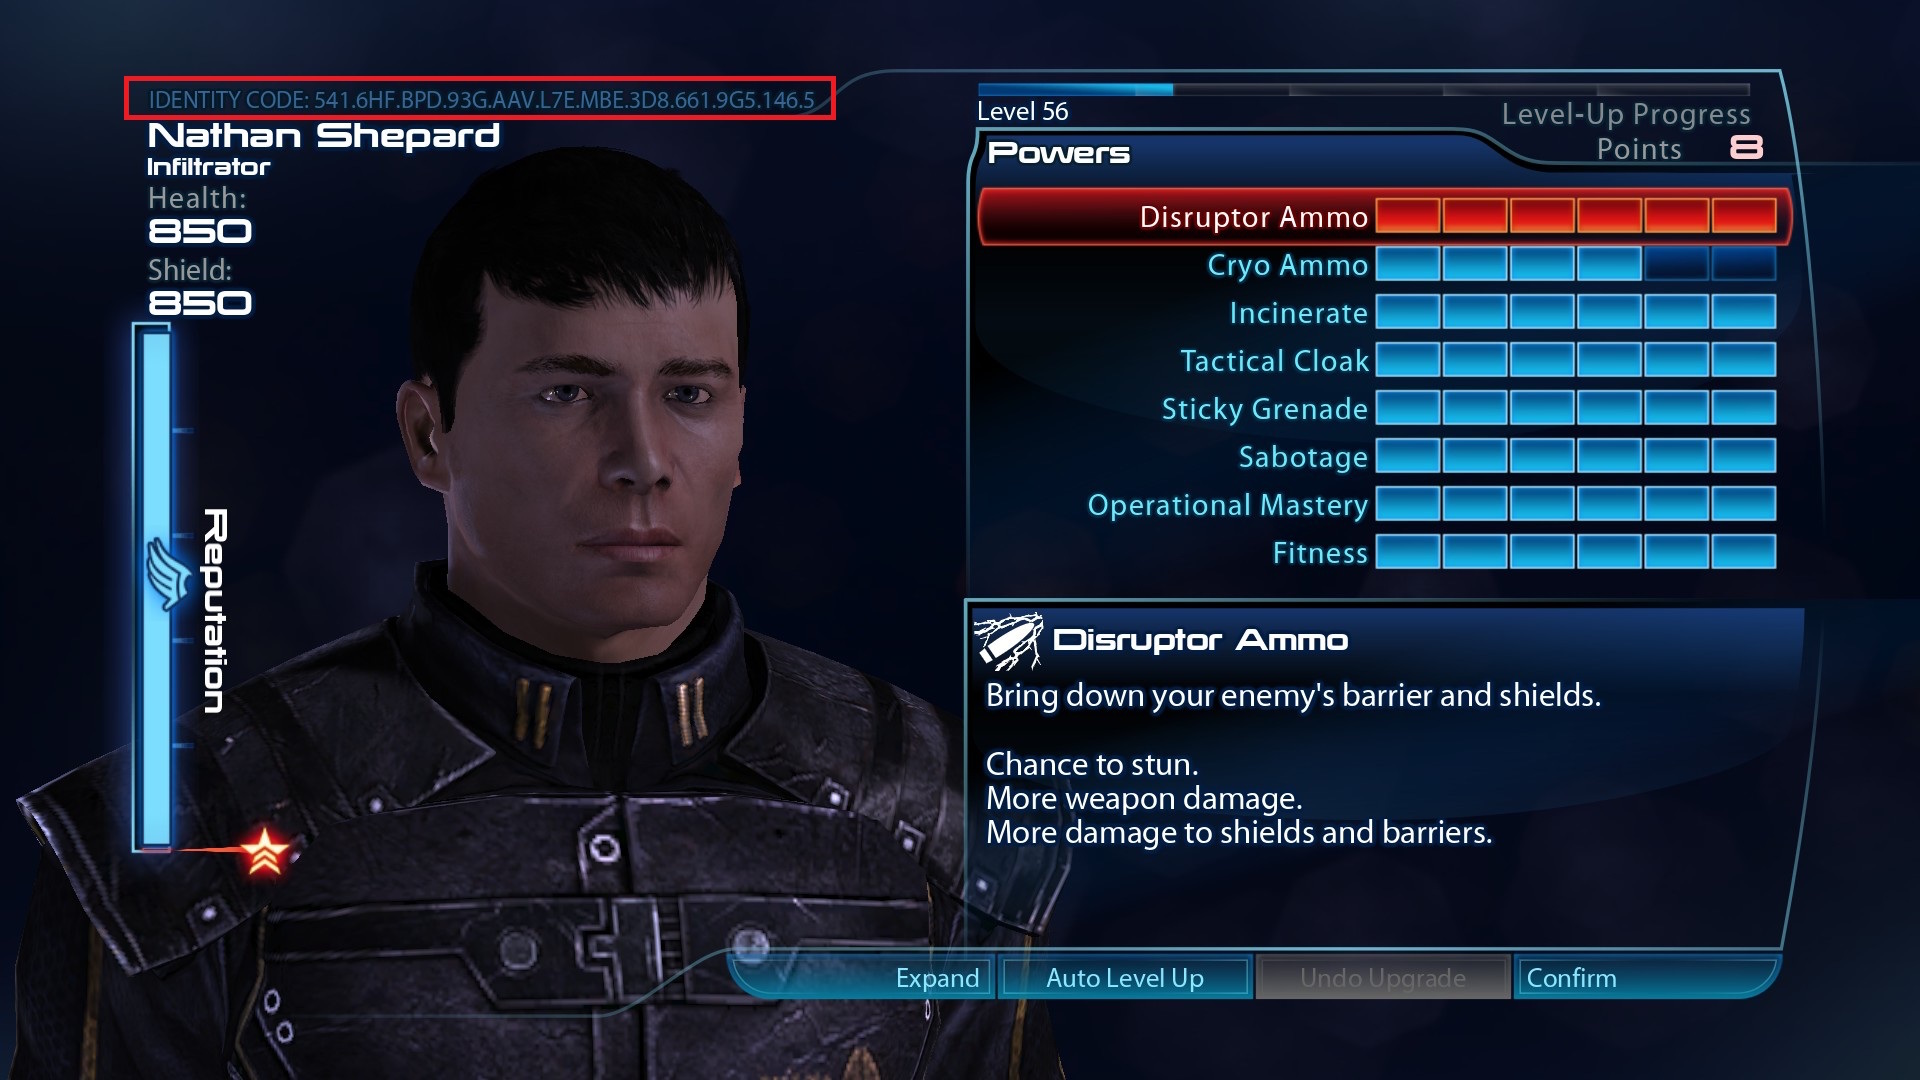 IDENTITY CODE: 541.6HF.BPD.93G.AAV.L7E.MBE.3D8.661.9G5.146.5
Nathan Shepard
Infiltrator
Health:
850
Shield:
850
Reputation
Level 56
Level-Up Progress
Points 8
Powers
Disruptor Ammo
Cryo Ammo
Incinerate
Tactical Cloak
Sticky Grenade
Sabotage
Operational Mastery
Fitness
Disruptor Ammo
Bring down your enemy's barrier and shields.
Chance to stun.
More weapon damage.
More damage to shields and barriers.
Expand
Auto Level Up
Undo Upgrade
Confirm